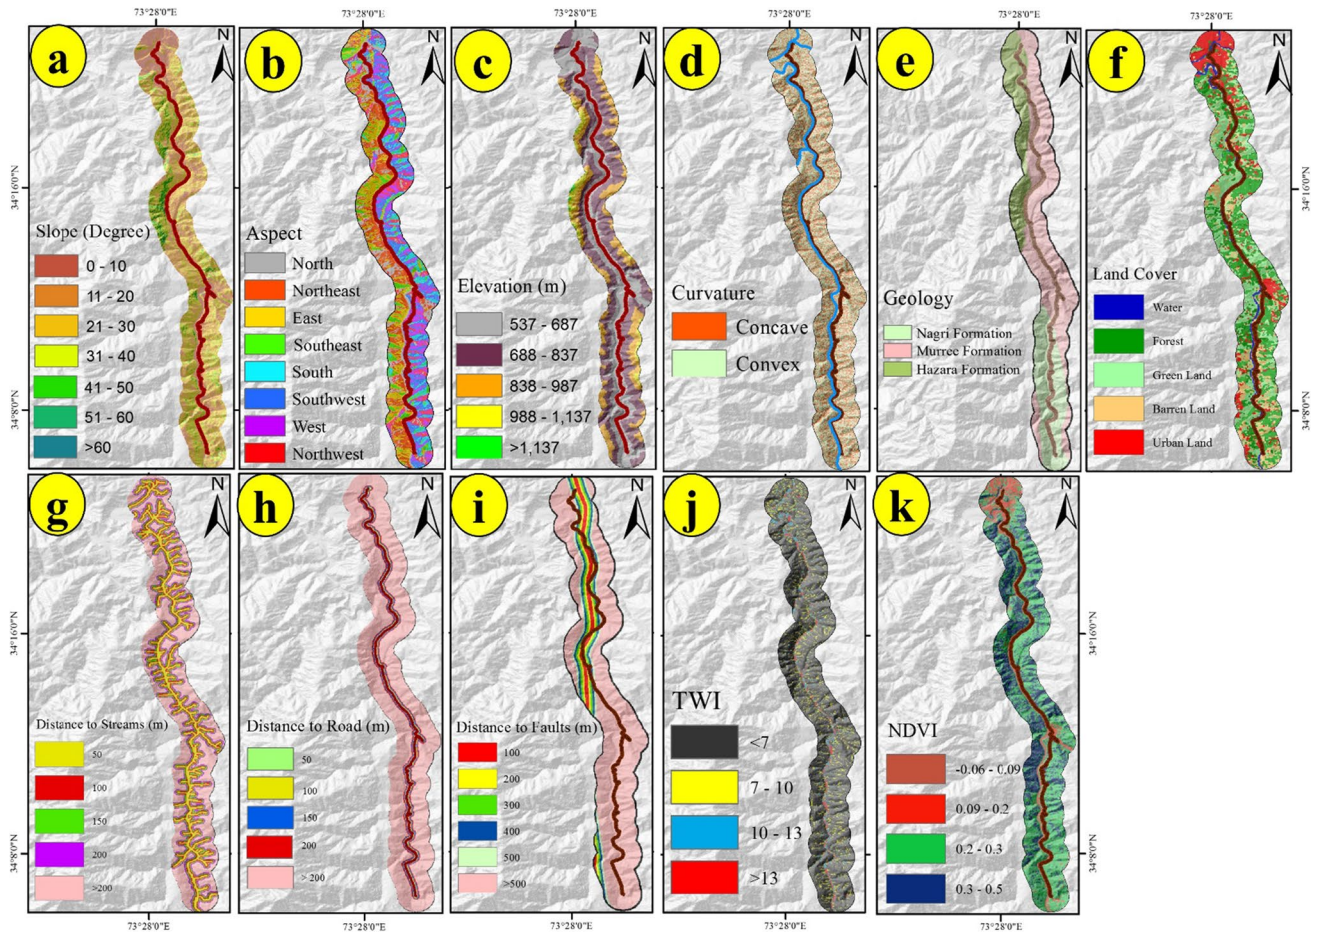 73°28'0"E 73°28'0"E 73°28'0"E 73°28'0"E 73°28'0"E 73°28'0"E
a N
b N
c N
d N
e N
f N
34°16'0"N
34°8'0"N
Slope (Degree)
0 - 10
11 - 20
21 - 30
31 - 40
41 - 50
51 - 60
>60
Aspect
North
Northeast
East
Southeast
South
Southwest
West
Northwest
Elevation (m)
537 - 687
688 - 837
838 - 987
988 - 1,137
>1,137
Curvature
Concave
Convex
Geology
Nagri Formation
Murree Formation
Hazara Formation
Land Cover
Water
Forest
Green Land
Barren Land
Urban Land
34°16'0"N
34°8'0"N
g N
h N
i N
j N
k N
34°16'0"N
34°8'0"N
Distance to Streams (m)
50
100
150
200
>200
Distance to Road (m)
50
100
150
200
>200
Distance to Faults (m)
100
200
300
400
500
>500
TWI
<7
7 - 10
10 - 13
>13
NDVI
-0.06 - 0.09
0.09 - 0.2
0.2 - 0.3
0.3 - 0.5
34°16'0"N
34°8'0"N
73°28'0"E 73°28'0"E 73°28'0"E 73°28'0"E 73°28'0"E